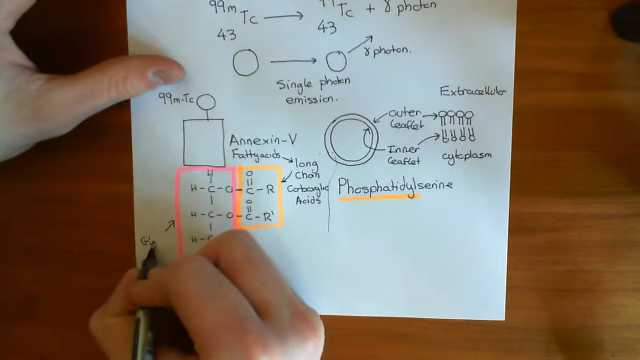 99m Tc → 99 Tc + γ photon
43 43
γ photon.
Single photon
emission.
99m-Tc
Extracellular
outer
leaflet
Annexin-V
Inner
leaflet
cytoplasm
Fatty acids
long
chain
Carboxylic
Acids
Phosphatidylserine
H O
H-C-O-C-R
O
H-C-O-C-R'
H-